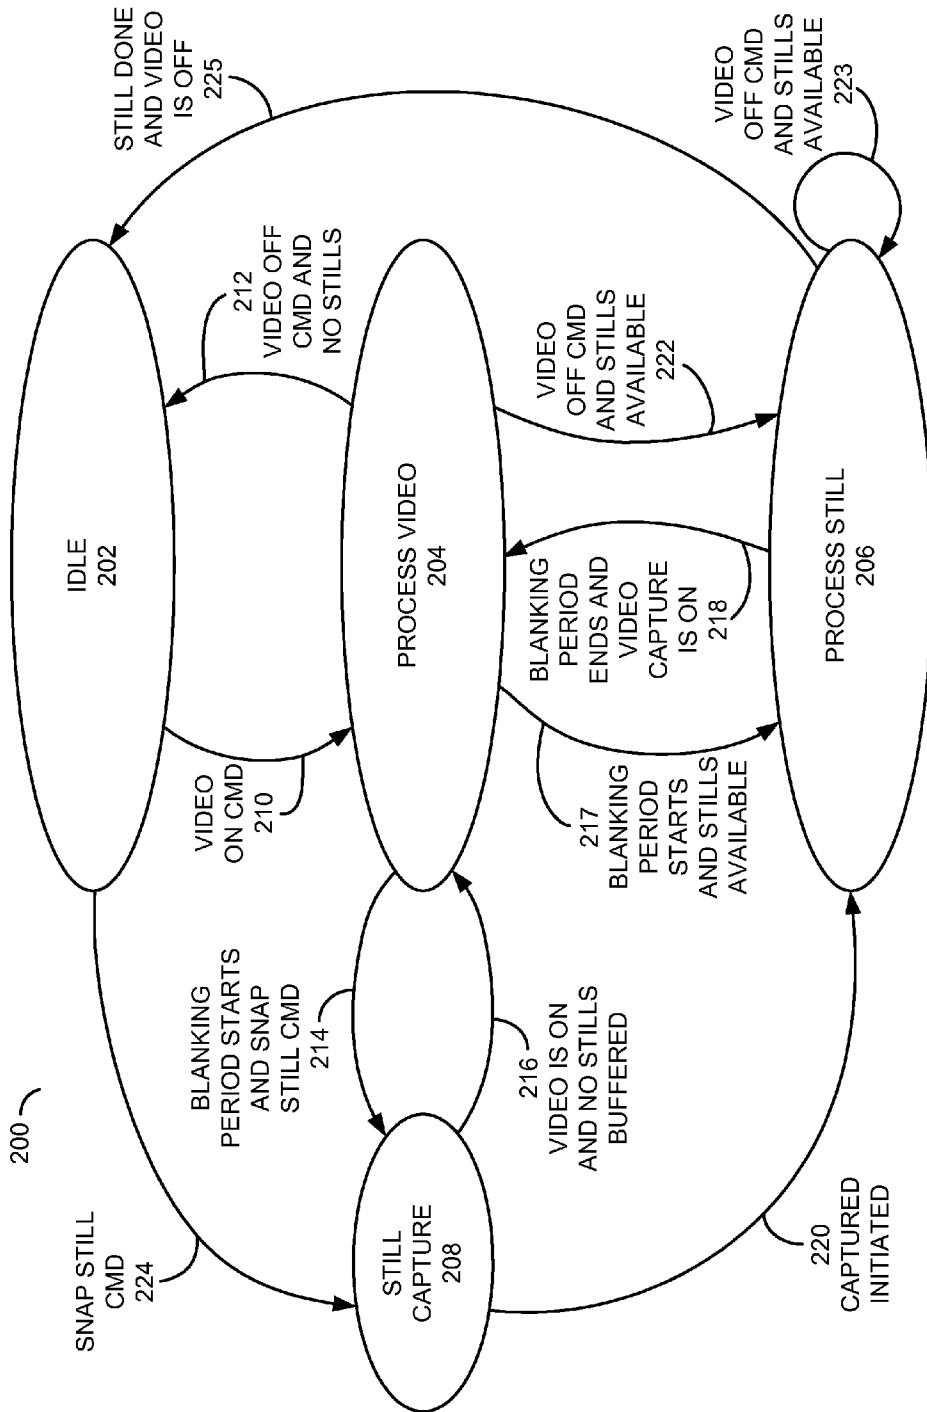 200
SNAP STILL
CMD
224
IDLE
202
STILL DONE
AND VIDEO
IS OFF
225
VIDEO
ON CMD
210
212
VIDEO OFF
CMD AND
NO STILLS
BLANKING
PERIOD STARTS
AND SNAP
STILL CMD
214
STILL
CAPTURE
208
PROCESS VIDEO
204
216
VIDEO IS ON
AND NO STILLS
BUFFERED
217
BLANKING
PERIOD
STARTS
AND STILLS
AVAILABLE
BLANKING
PERIOD
ENDS AND
VIDEO
CAPTURE
IS ON
218
VIDEO
OFF CMD
AND STILLS
AVAILABLE
222
VIDEO
OFF CMD
AND STILLS
AVAILABLE
223
220
CAPTURED
INITIATED
PROCESS STILL
206